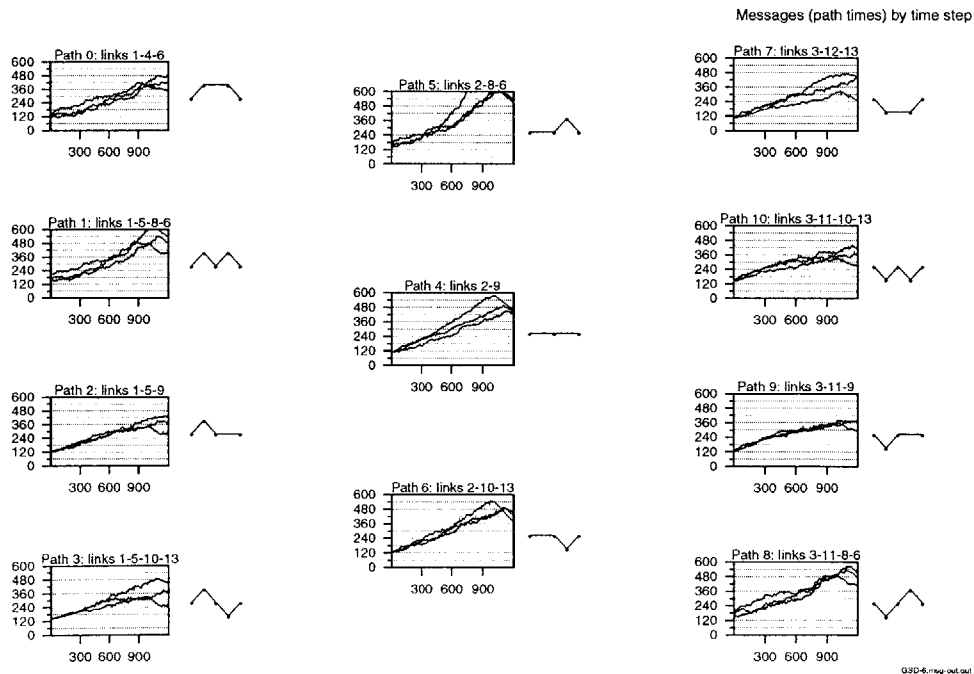 Messages (path times) by time step
Path 0: links 1-4-6
600
480
360
240
120
0
300 600 900
Path 1: links 1-5-8-6
600
480
360
240
120
0
300 600 900
Path 2: links 1-5-9
600
480
360
240
120
0
300 600 900
Path 3: links 1-5-10-13
600
480
360
240
120
0
300 600 900
Path 5: links 2-8-6
600
480
360
240
120
0
300 600 900
Path 4: links 2-9
600
480
360
240
120
0
300 600 900
Path 6: links 2-10-13
600
480
360
240
120
0
300 600 900
Path 7: links 3-12-13
600
480
360
240
120
0
300 600 900
Path 10: links 3-11-10-13
600
480
360
240
120
0
300 600 900
Path 9: links 3-11-9
600
480
360
240
120
0
300 600 900
Path 8: links 3-11-8-6
600
480
360
240
120
0
300 600 900
GSD-6.msg-out.out